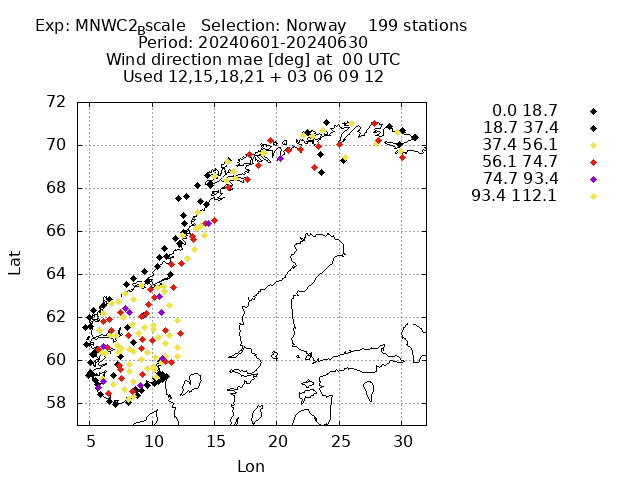 Exp: MNWC2_Bscale   Selection: Norway    199 stations
Period: 20240601-20240630
Wind direction mae [deg] at  00 UTC
Used 12,15,18,21 + 03 06 09 12
72
70
68
66
64
62
60
58
Lat
5 10 15 20 25 30
Lon
0.0 18.7
18.7 37.4
37.4 56.1
56.1 74.7
74.7 93.4
93.4 112.1